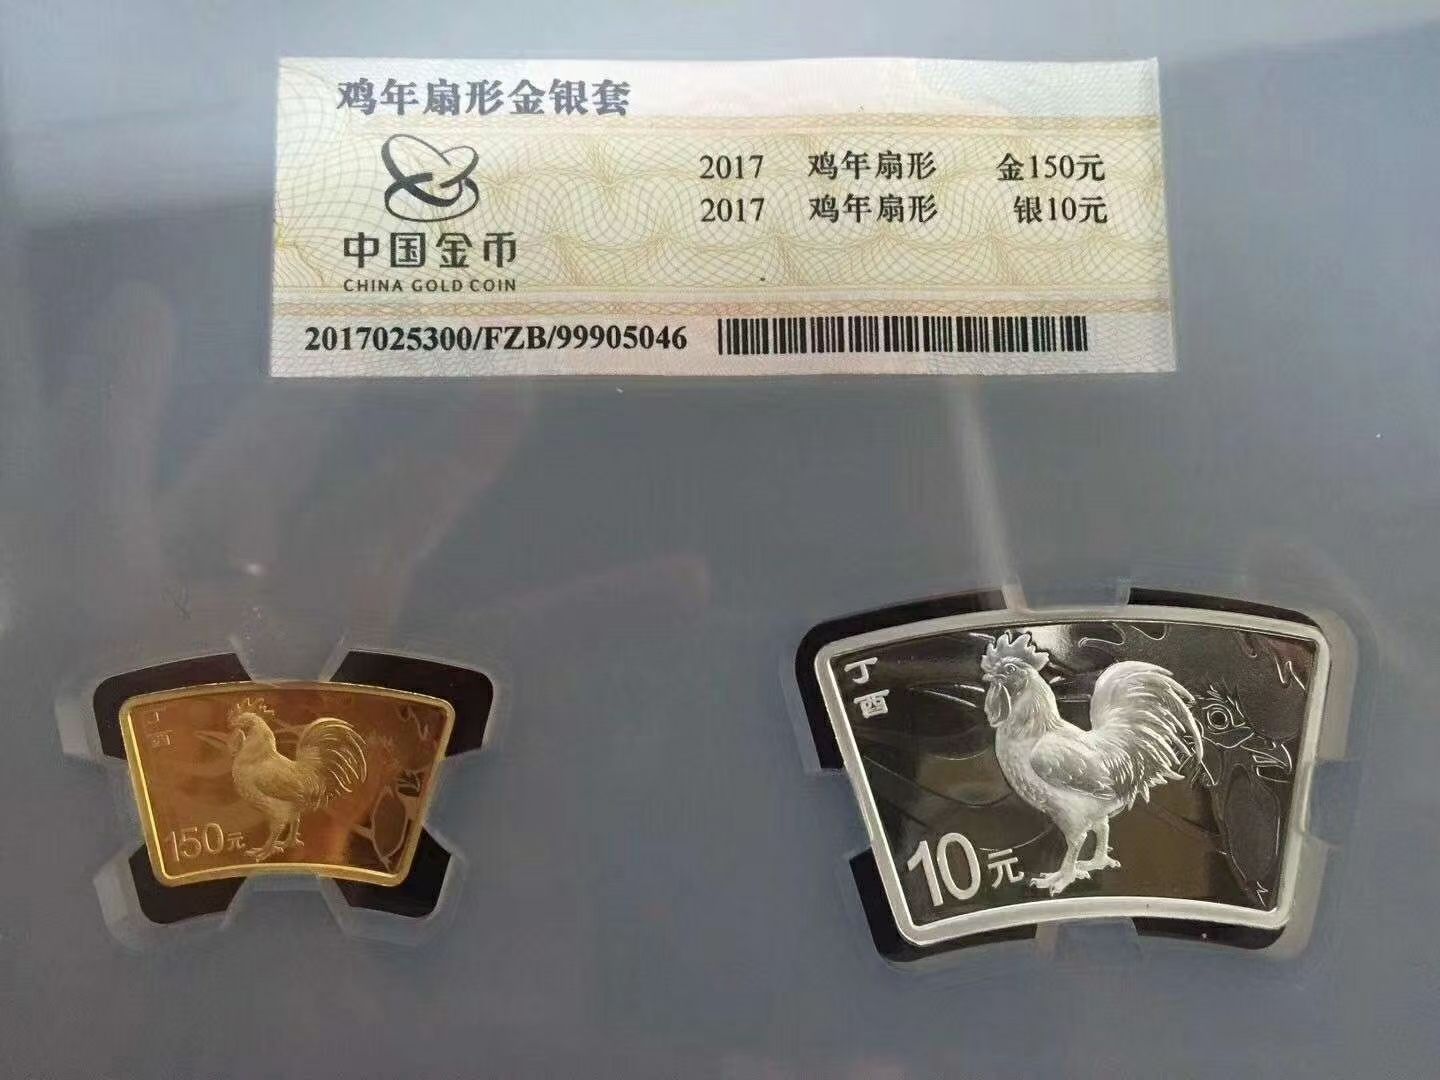 鸡年扇形金银套
2017 鸡年扇形 金150元
2017 鸡年扇形 银10元
中国金币
CHINA GOLD COIN
2017025300/FZB/99905046
丁酉
150元
丁酉
10元